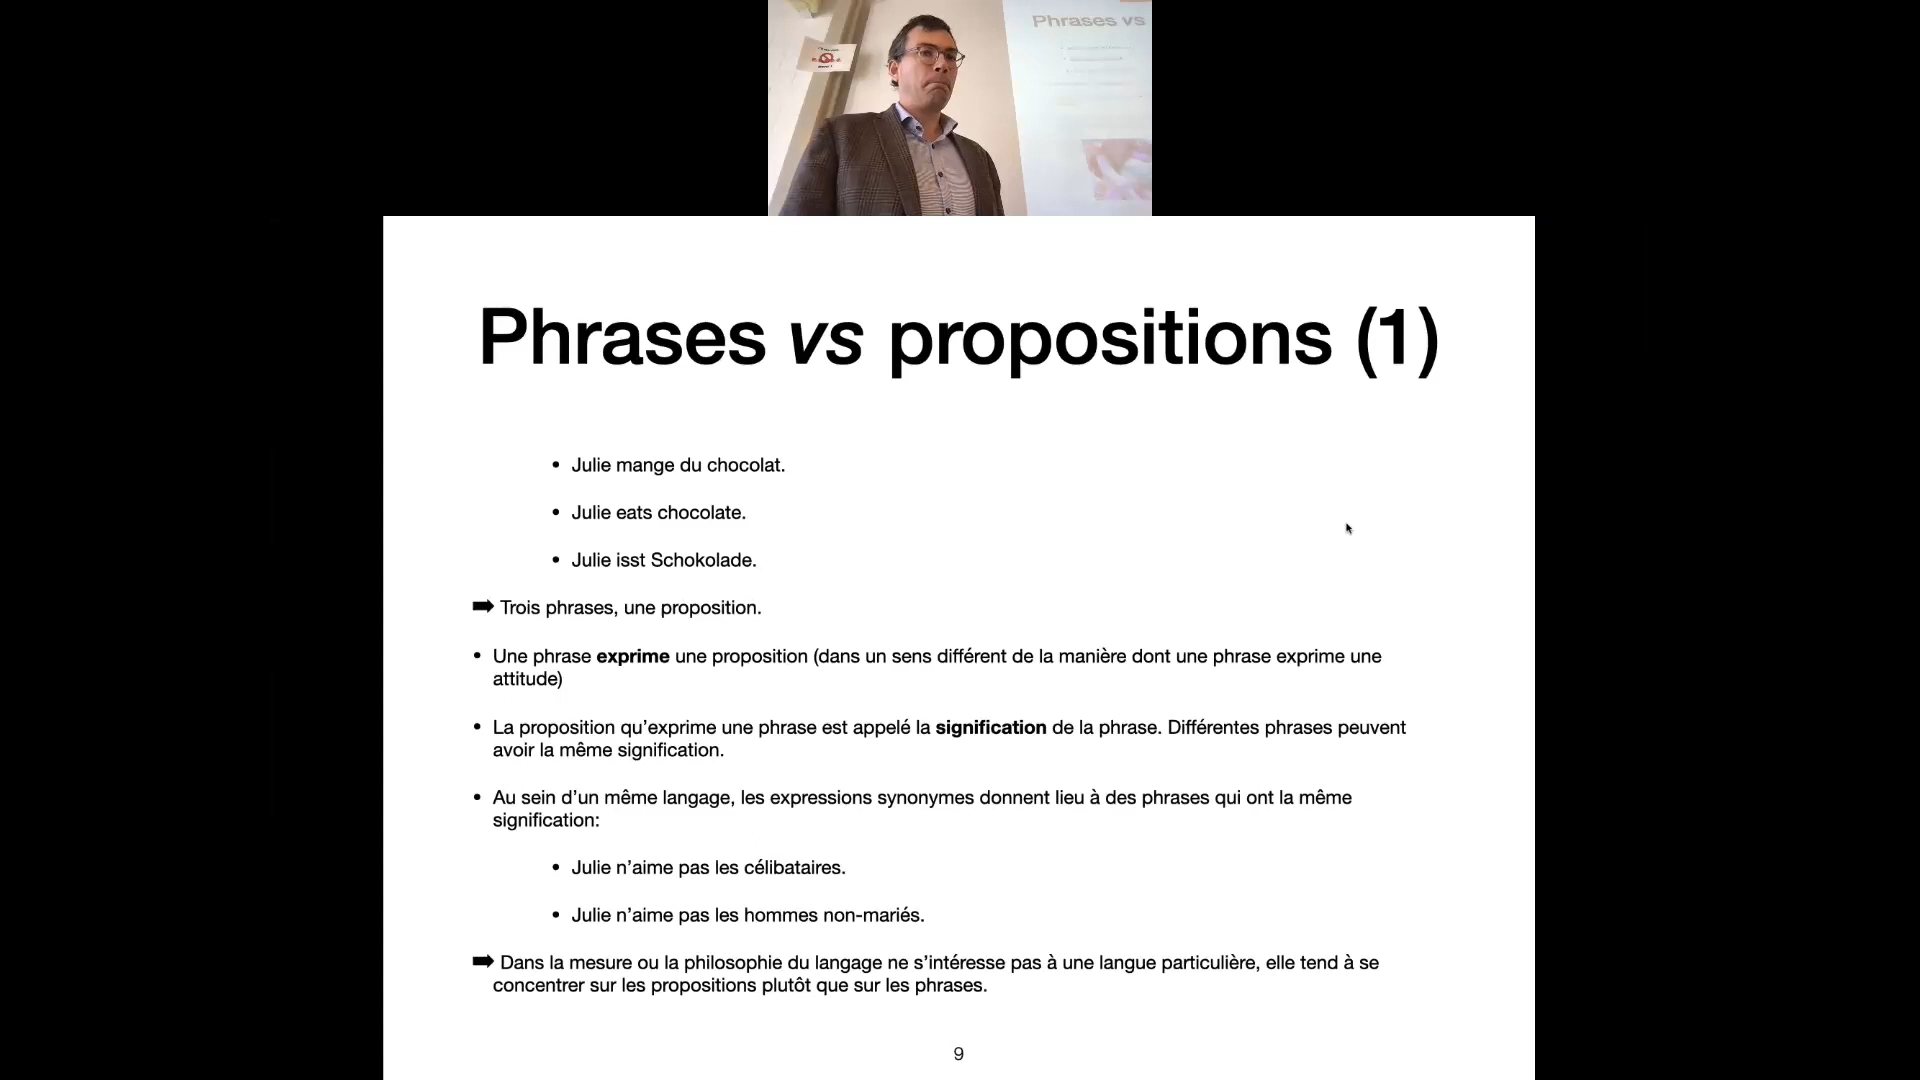 Phrases vs
Phrases vs propositions (1)
• Julie mange du chocolat.
• Julie eats chocolate.
• Julie isst Schokolade.
➡ Trois phrases, une proposition.
• Une phrase exprime une proposition (dans un sens différent de la manière dont une phrase exprime une
attitude)
• La proposition qu’exprime une phrase est appelé la signification de la phrase. Différentes phrases peuvent
avoir la même signification.
• Au sein d’un même langage, les expressions synonymes donnent lieu à des phrases qui ont la même
signification:
• Julie n’aime pas les célibataires.
• Julie n’aime pas les hommes non-mariés.
➡ Dans la mesure ou la philosophie du langage ne s’intéresse pas à une langue particulière, elle tend à se
concentrer sur les propositions plutôt que sur les phrases.
9